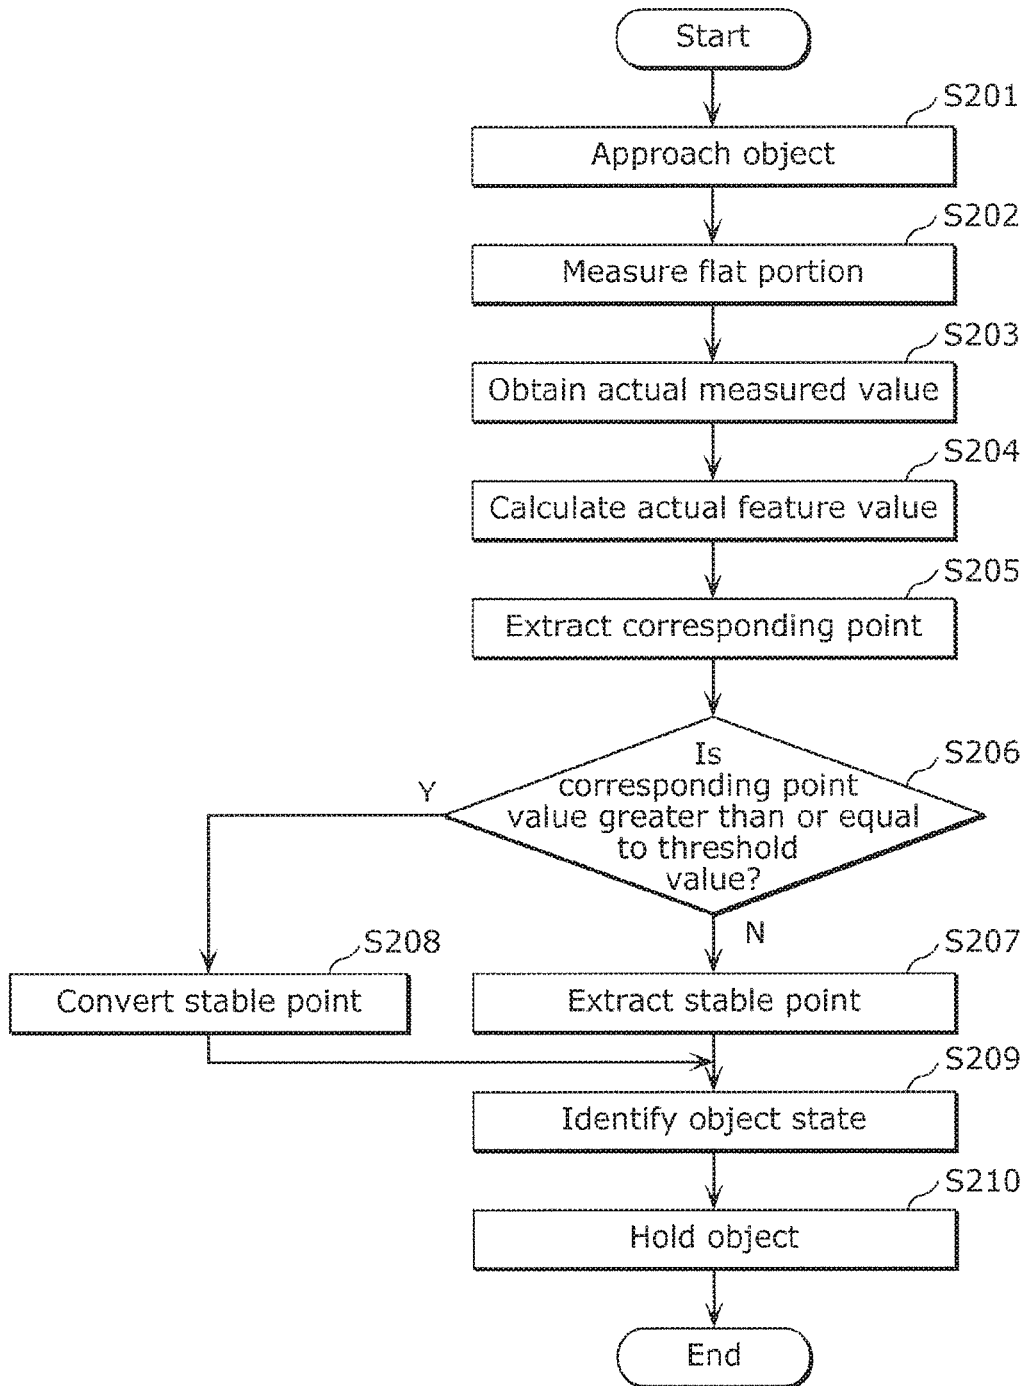 Start
S201
Approach object
S202
Measure flat portion
S203
Obtain actual measured value
S204
Calculate actual feature value
S205
Extract corresponding point
S206
Is
corresponding point
value greater than or equal
to threshold
value?
Y
N
S208
Convert stable point
S207
Extract stable point
S209
Identify object state
S210
Hold object
End